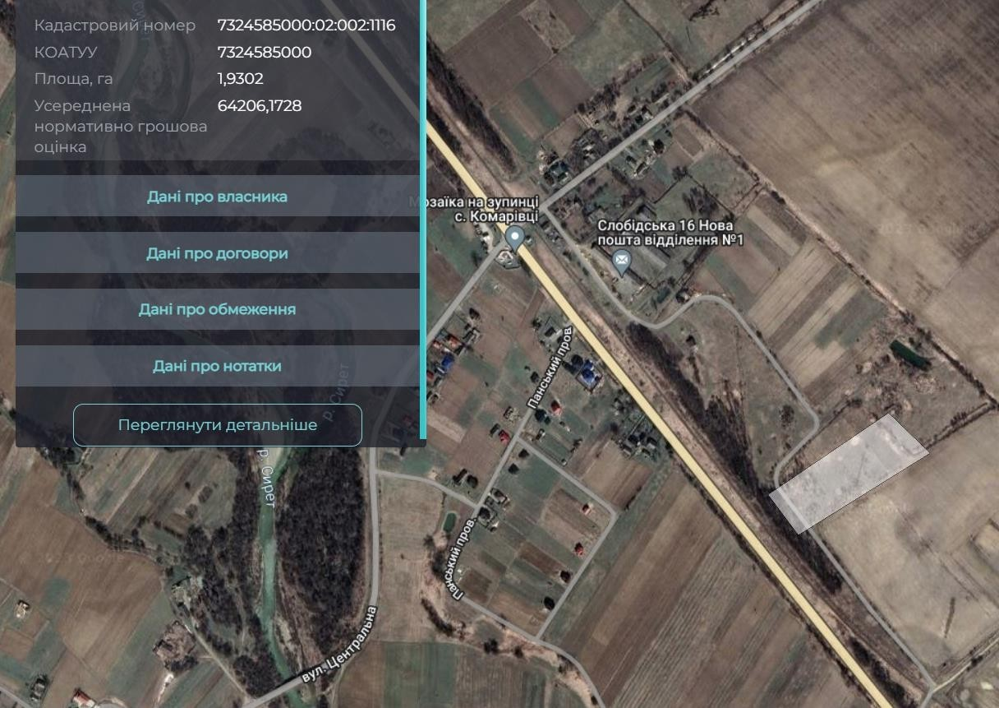 Кадастровий номер 7324585000:02:002:1116
КОАТУУ 7324585000
Площа, га 1,9302
Усереднена 64206,1728
нормативно грошова
оцінка
Дані про власника
Дані про договори
Дані про обмеження
Дані про нотатки
Переглянути детальніше
Мозаїка на зупинці
с. Комарівці
Слобідська 16 Нова
пошта відділення №1
Панський пров.
р. Сирет
р. Сирет
Панський пров.
вул. Центральна